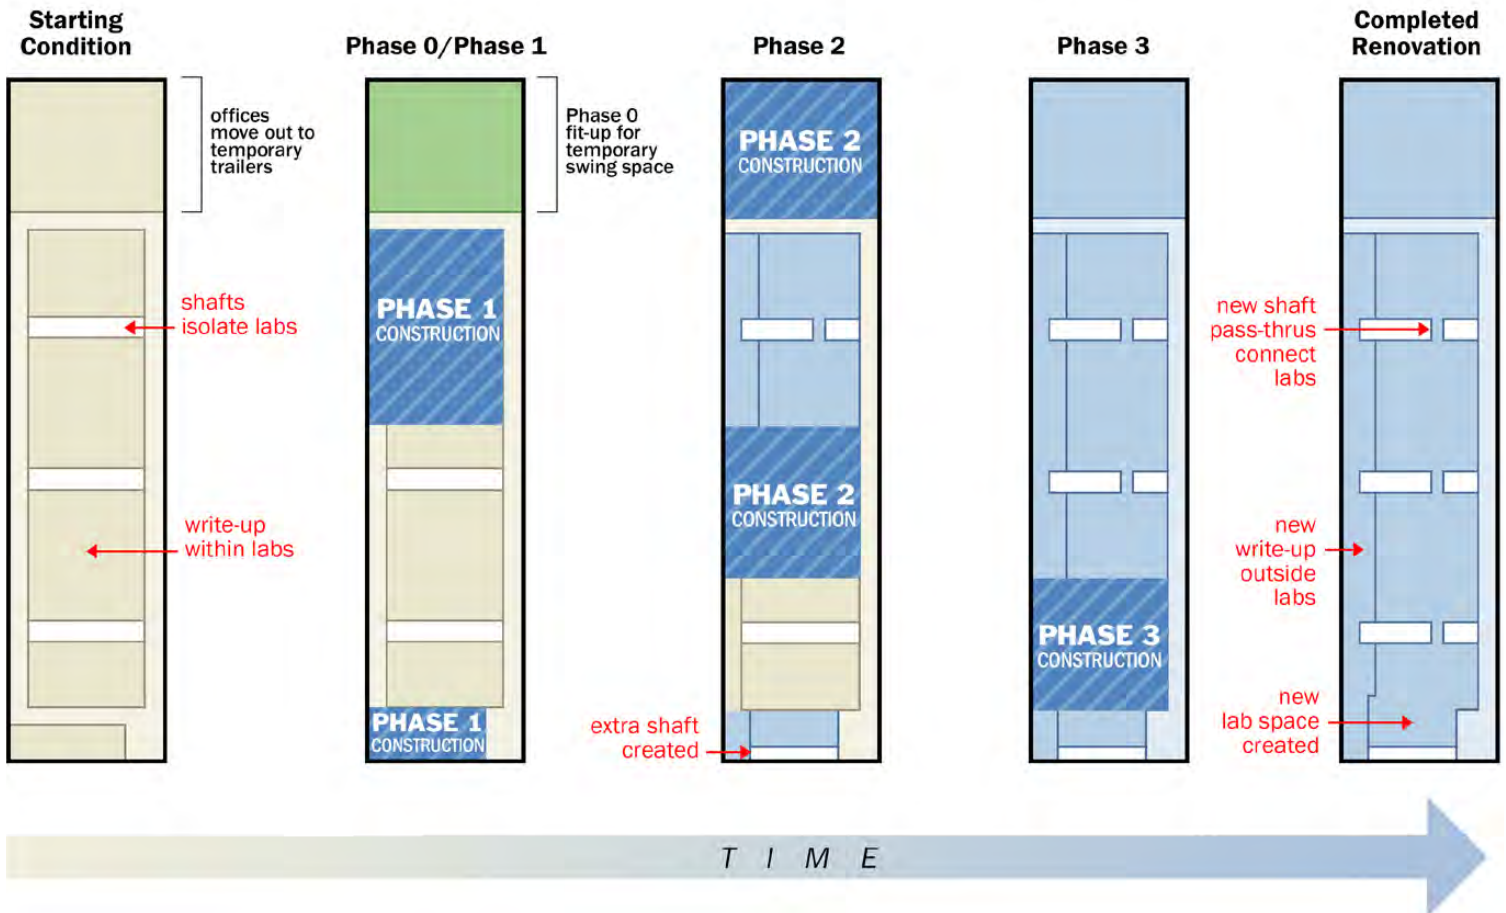 Starting
Condition
Phase 0/Phase 1
Phase 2
Phase 3
Completed
Renovation
offices
move out to
temporary
trailers
Phase 0
fit-up for
temporary
swing space
PHASE 2
CONSTRUCTION
shafts
isolate labs
PHASE 1
CONSTRUCTION
new shaft
pass-thrus
connect
labs
write-up
within labs
PHASE 2
CONSTRUCTION
new
write-up
outside
labs
PHASE 3
CONSTRUCTION
PHASE 1
CONSTRUCTION
extra shaft
created
new
lab space
created
TIME